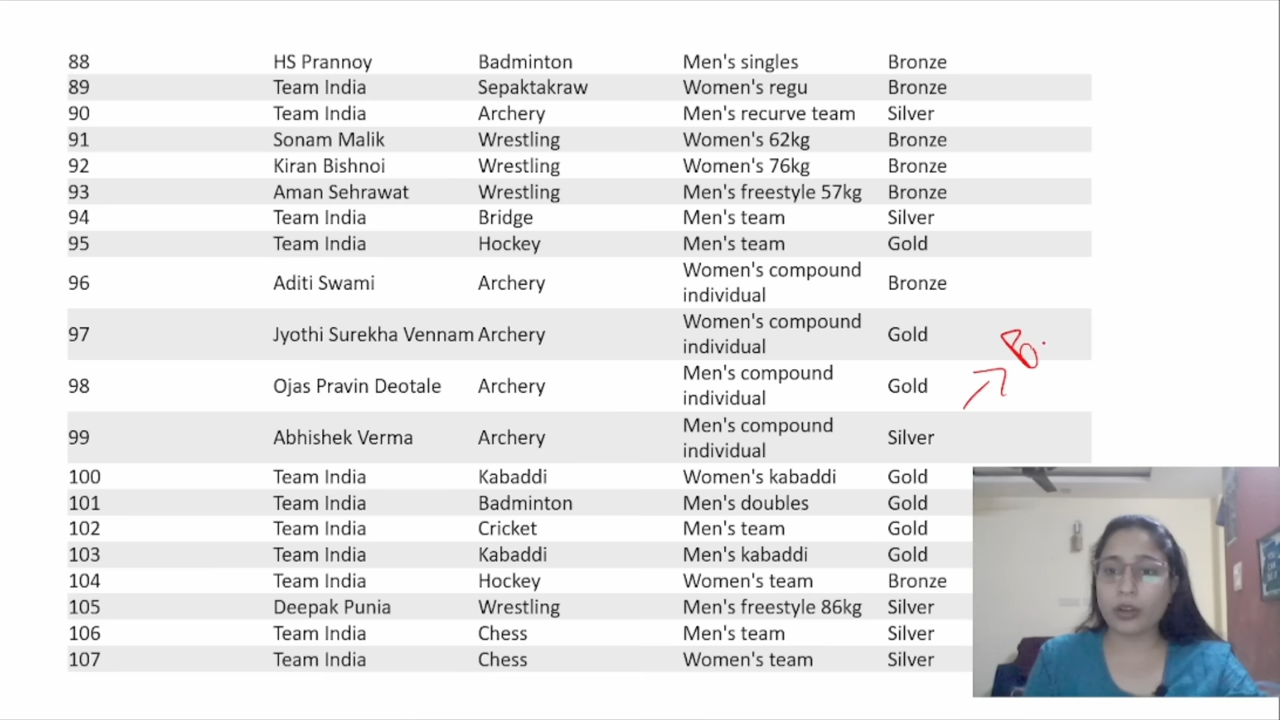 88 HS Prannoy Badminton Men's singles Bronze
89 Team India Sepaktakraw Women's regu Bronze
90 Team India Archery Men's recurve team Silver
91 Sonam Malik Wrestling Women's 62kg Bronze
92 Kiran Bishnoi Wrestling Women's 76kg Bronze
93 Aman Sehrawat Wrestling Men's freestyle 57kg Bronze
94 Team India Bridge Men's team Silver
95 Team India Hockey Men's team Gold
96 Aditi Swami Archery Women's compound individual Bronze
97 Jyothi Surekha Vennam Archery Women's compound individual Gold
98 Ojas Pravin Deotale Archery Men's compound individual Gold
99 Abhishek Verma Archery Men's compound individual Silver
100 Team India Kabaddi Women's kabaddi Gold
101 Team India Badminton Men's doubles Gold
102 Team India Cricket Men's team Gold
103 Team India Kabaddi Men's kabaddi Gold
104 Team India Hockey Women's team Bronze
105 Deepak Punia Wrestling Men's freestyle 86kg Silver
106 Team India Chess Men's team Silver
107 Team India Chess Women's team Silver